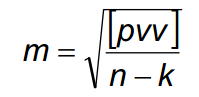 m = √([pvv] / (n − k))